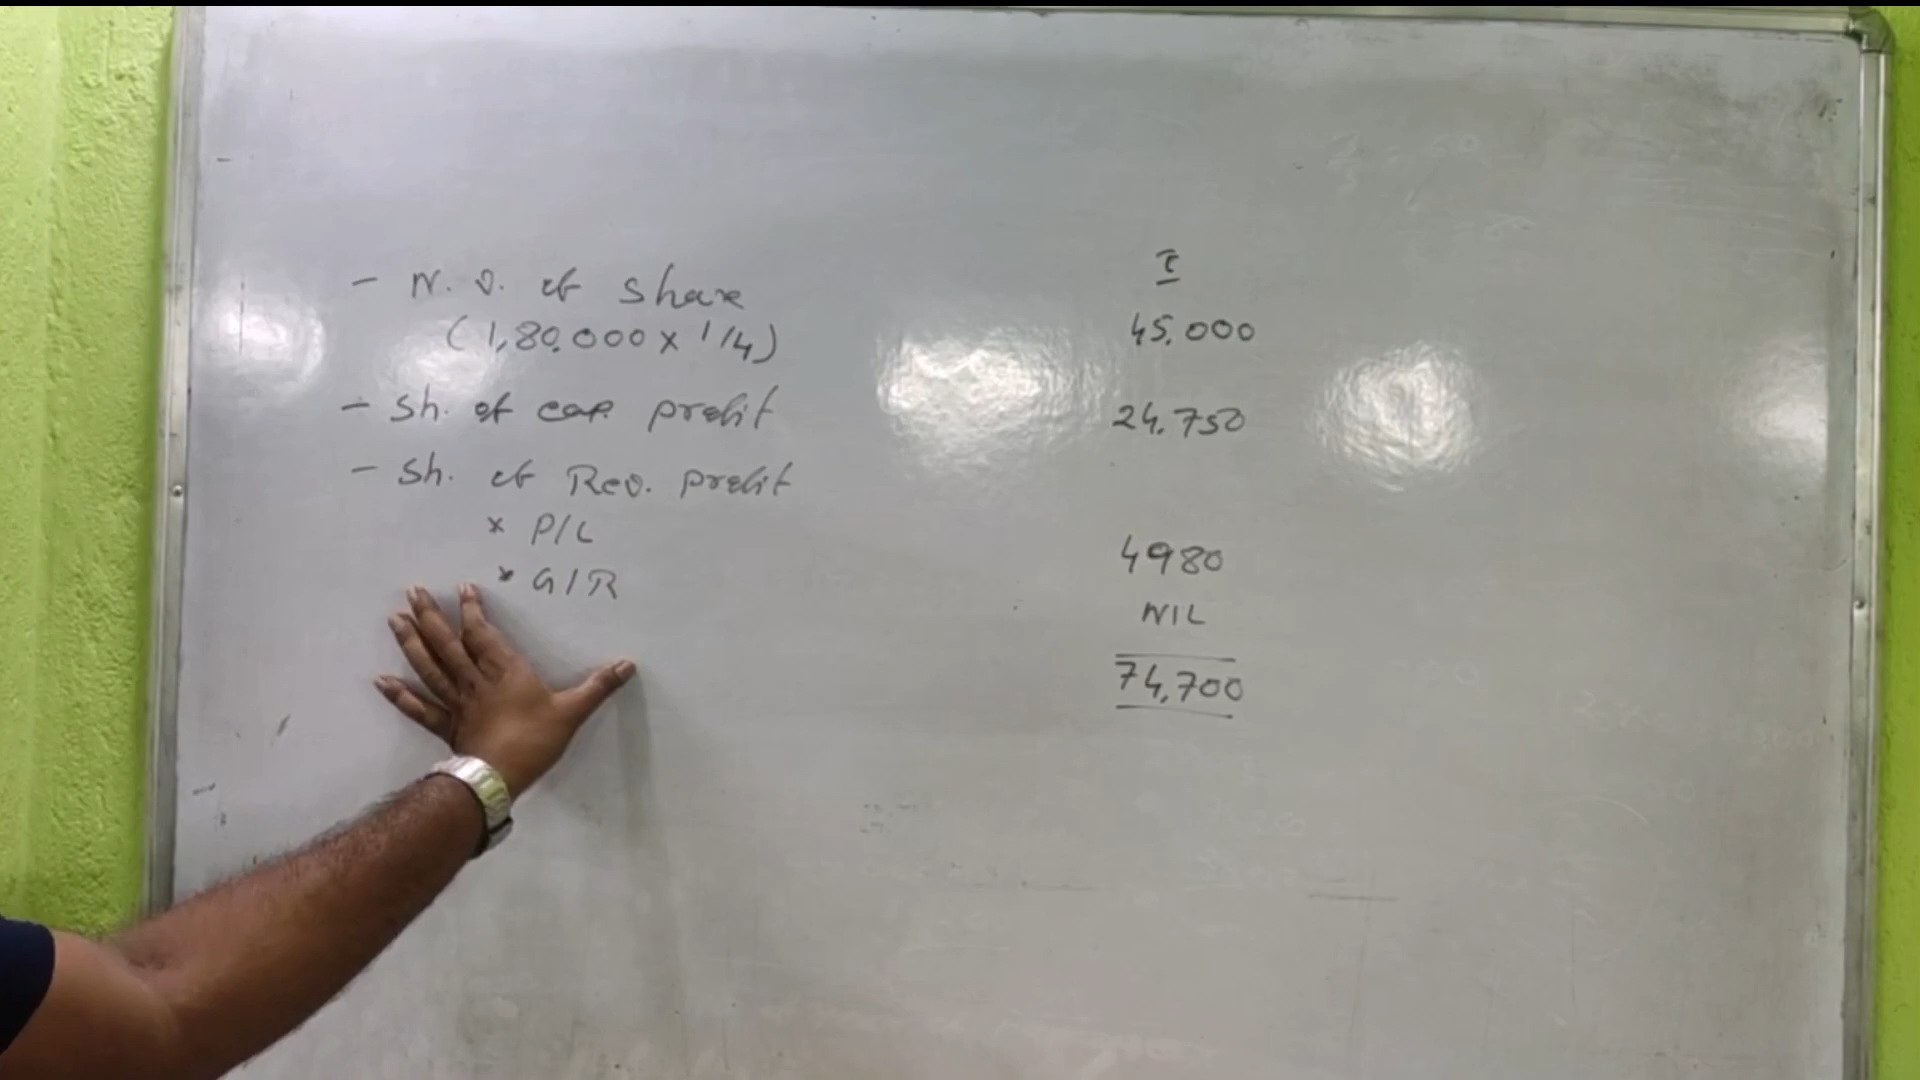 ₹
- N. V. of share
(1,80,000 x 1/4) 45,000
- Sh. of cap. profit 24,750
- Sh. of Rev. profit
* P/L 4980
* G/R NIL
74,700